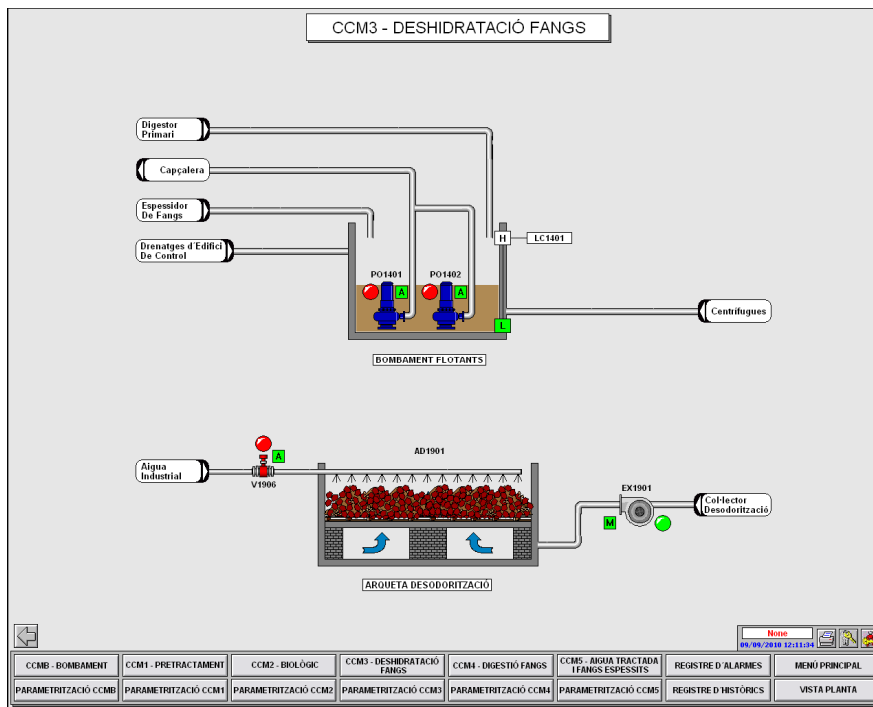 CCM3 - DESHIDRATACIÓ FANGS
Digestor
Primari
Capçalera
Espessidor
De Fangs
Drenatges d'Edifici
De Control
H
LC1401
PO1401
PO1402
A
A
L
Centrífugues
BOMBAMENT FLOTANTS
AD1901
A
Aigua
Industrial
V1906
EX1901
M
Col·lector
Desodorització
ARQUETA DESODORITZACIÓ
None
09/09/2010 12:11:34
CCMB - BOMBAMENT
CCM1 - PRETRACTAMENT
CCM2 - BIOLÒGIC
CCM3 - DESHIDRATACIÓ
FANGS
CCM4 - DIGESTIÓ FANGS
CCM5 - AIGUA TRACTADA
I FANGS ESPESSITS
REGISTRE D'ALARMES
MENÚ PRINCIPAL
PARAMETRITZACIÓ CCMB
PARAMETRITZACIÓ CCM1
PARAMETRITZACIÓ CCM2
PARAMETRITZACIÓ CCM3
PARAMETRITZACIÓ CCM4
PARAMETRITZACIÓ CCM5
REGISTRE D'HISTÒRICS
VISTA PLANTA